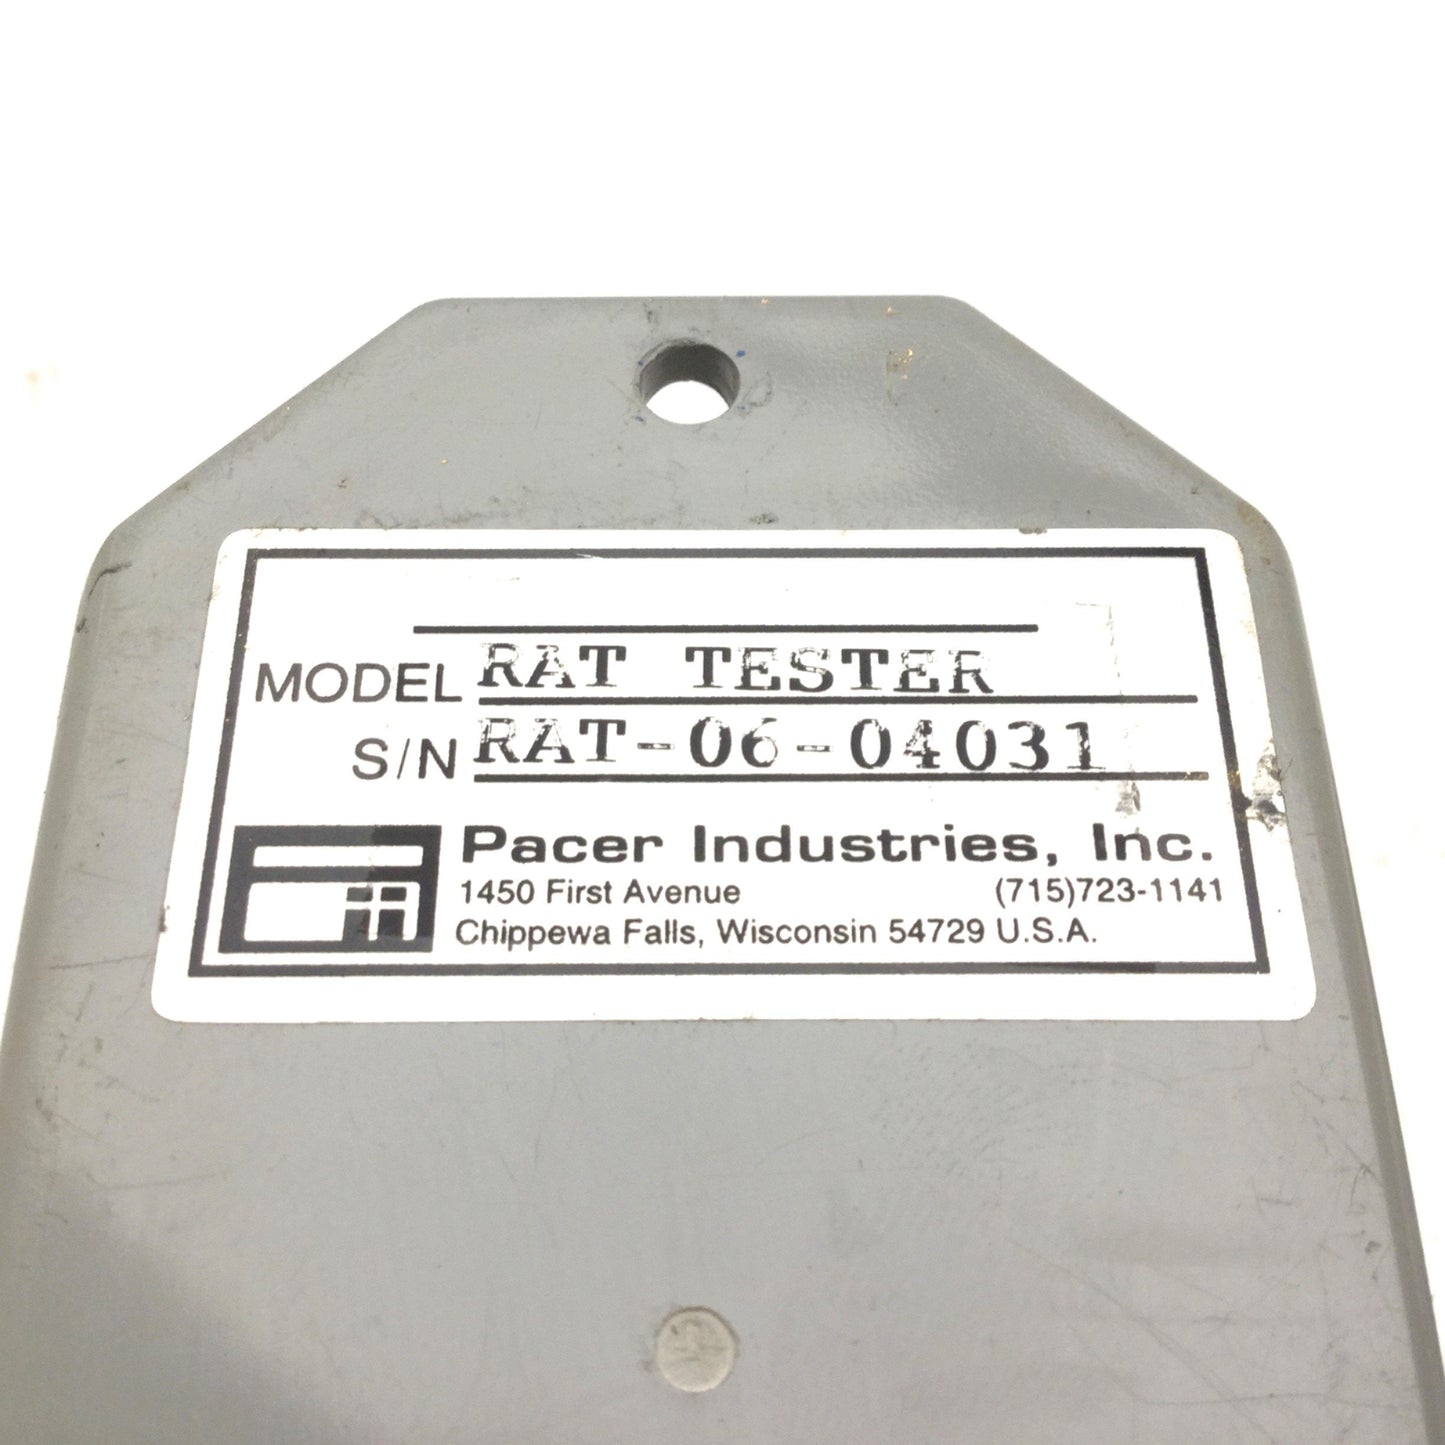 MODEL RAT TESTER
S/N RAT-06-04031
Pacer Industries, Inc.
1450 First Avenue (715)723-1141
Chippewa Falls, Wisconsin 54729 U.S.A.